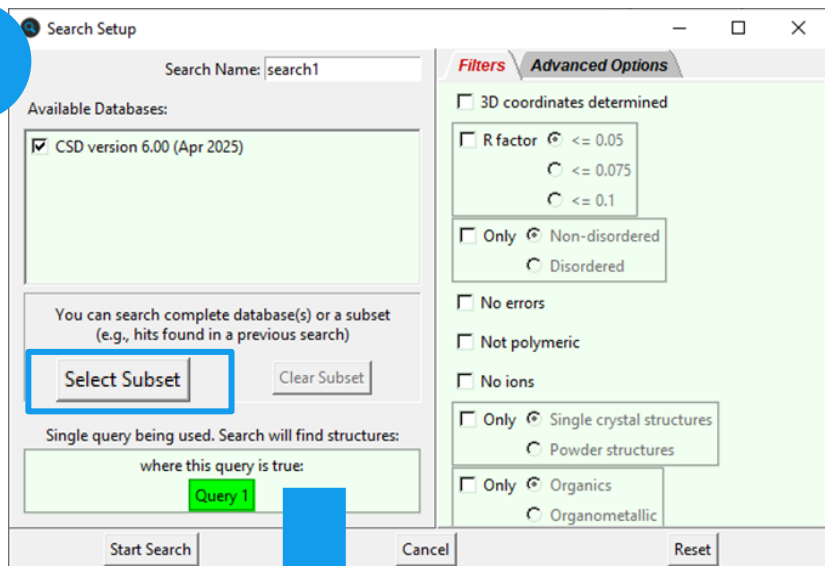 Search Setup
Search Name: search1
Available Databases:
CSD version 6.00 (Apr 2025)
You can search complete database(s) or a subset
(e.g., hits found in a previous search)
Select Subset
Clear Subset
Single query being used. Search will find structures:
where this query is true:
Query 1
Filters
Advanced Options
3D coordinates determined
R factor <= 0.05
<= 0.075
<= 0.1
Only Non-disordered
Disordered
No errors
Not polymeric
No ions
Only Single crystal structures
Powder structures
Only Organics
Organometallic
Start Search
Cancel
Reset